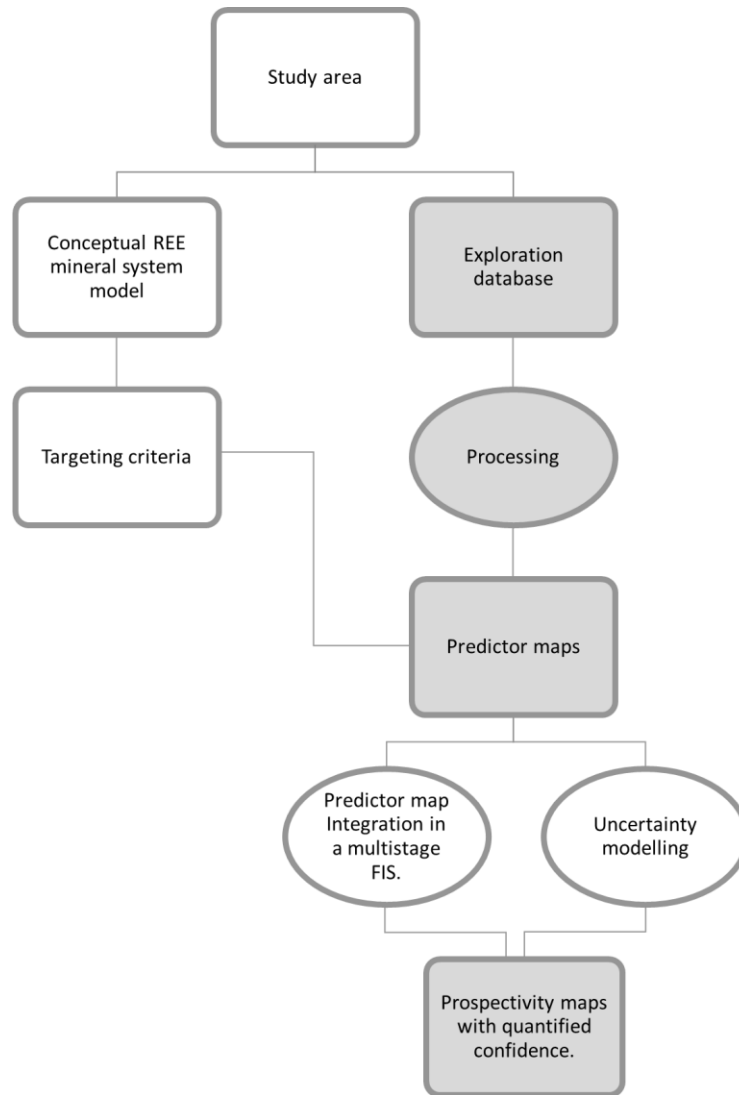 Study area
Conceptual REE
mineral system
model
Exploration
database
Targeting criteria
Processing
Predictor maps
Predictor map
Integration in
a multistage
FIS.
Uncertainty
modelling
Prospectivity maps
with quantified
confidence.